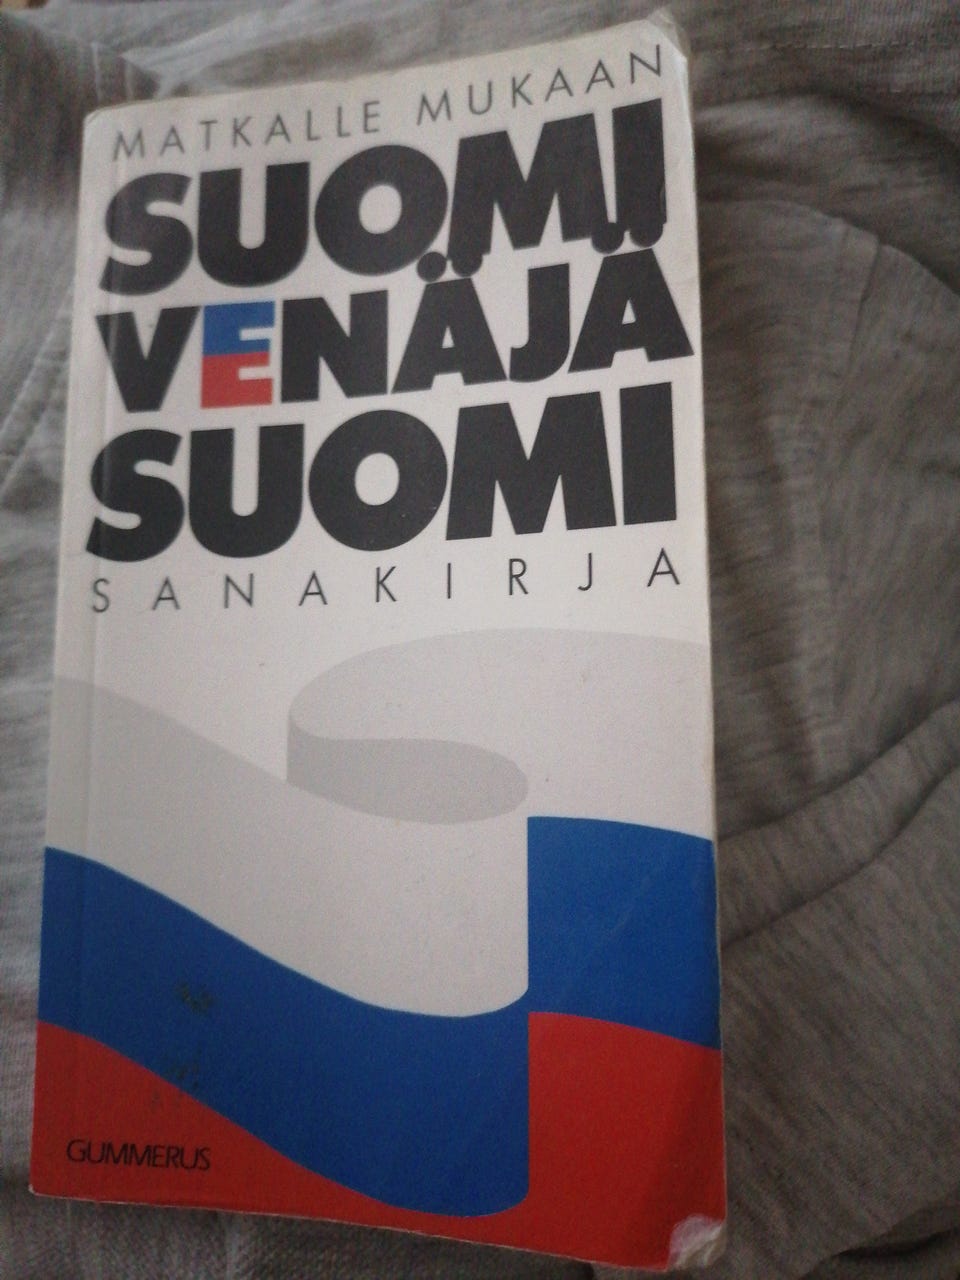 MATKALLE MUKAAN
SUOMI
VENÄJÄ
SUOMI
SANAKIRJA
GUMMERUS